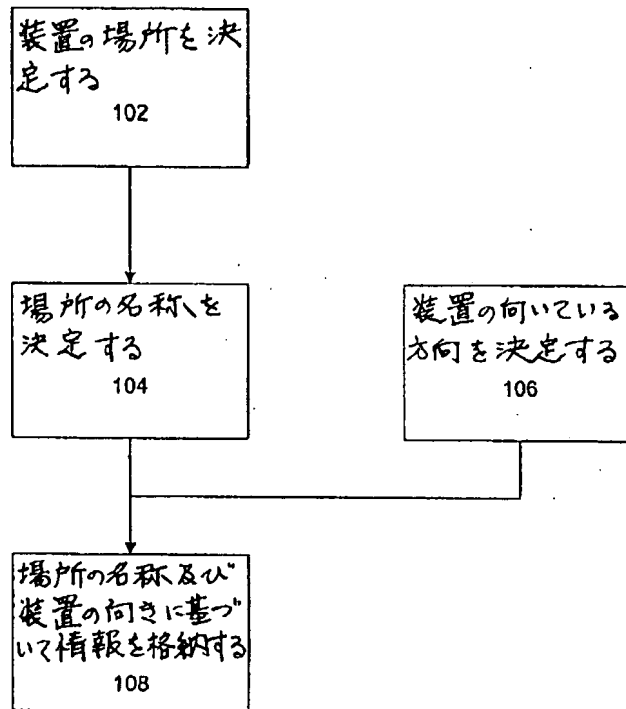 装置の場所を決
定する
102
場所の名称を
決定する
104
装置の向いている
方向を決定する
106
場所の名称及び
装置の向きに基づ
いて情報を格納する
108